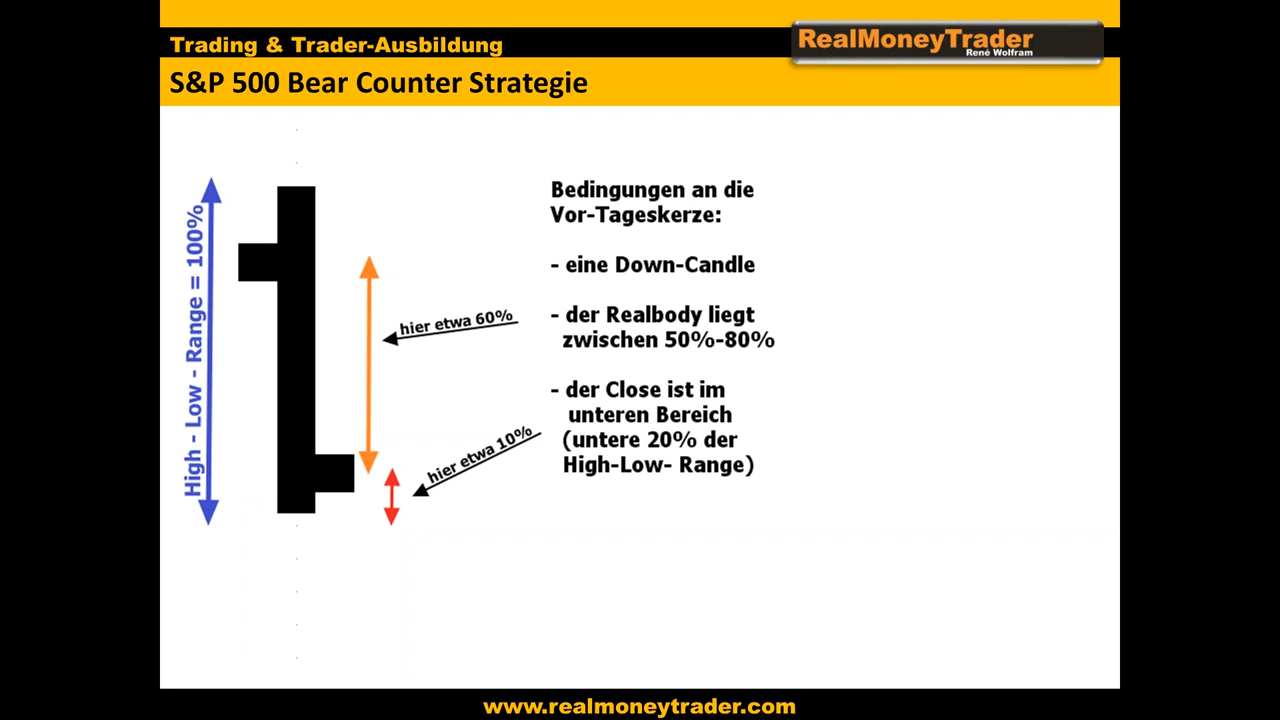 Trading & Trader-Ausbildung
RealMoneyTrader
René Wolfram
S&P 500 Bear Counter Strategie
High - Low - Range = 100%
hier etwa 60%
hier etwa 10%
Bedingungen an die
Vor-Tageskerze:
- eine Down-Candle
- der Realbody liegt
zwischen 50%-80%
- der Close ist im
unteren Bereich
(untere 20% der
High-Low- Range)
www.realmoneytrader.com